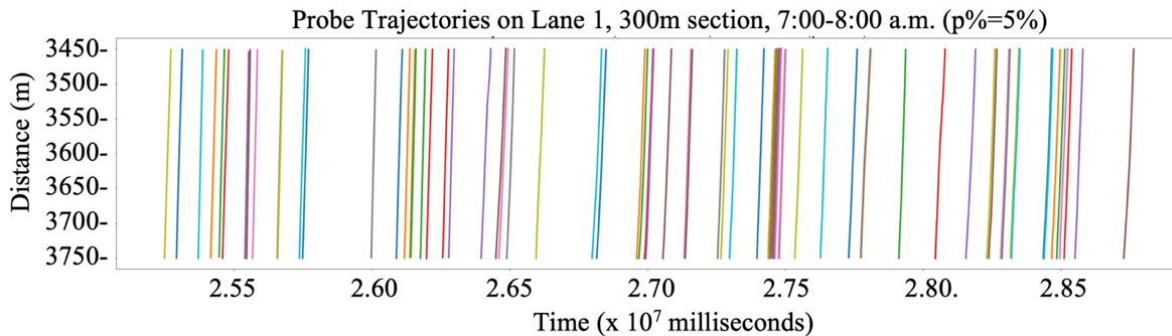 Probe Trajectories on Lane 1, 300m section, 7:00-8:00 a.m. (p%=5%)
Distance (m)
3450-
3500-
3550-
3600-
3650-
3700-
3750-
2.55 2.60 2.65 2.70 2.75 2.80. 2.85
Time (x 10⁷ milliseconds)